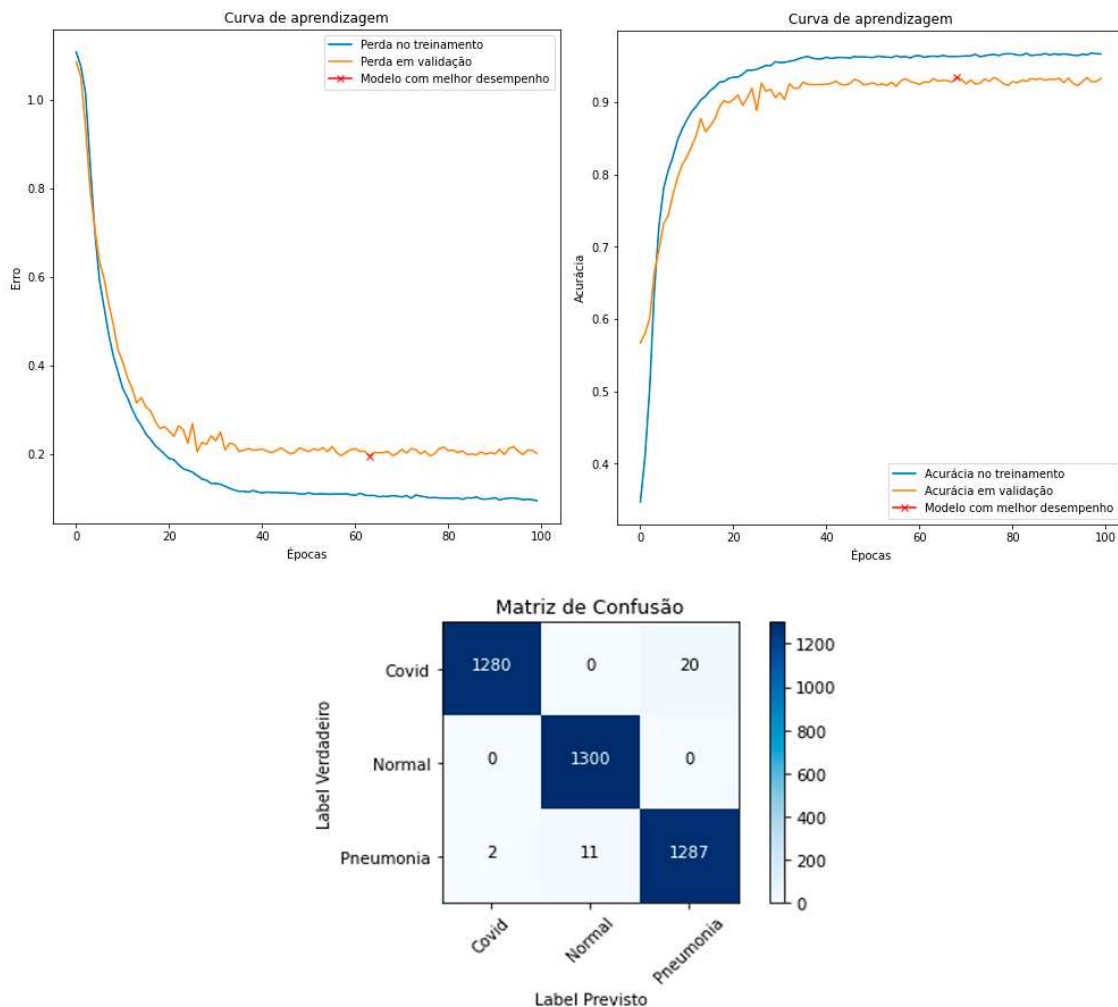 Curva de aprendizagem
Perda no treinamento
Perda em validação
Modelo com melhor desempenho
1.0
0.8
0.6
0.4
0.2
Erro
0
20
40
60
80
100
Épocas
Curva de aprendizagem
0.9
0.8
0.7
0.6
0.5
0.4
Acurácia
Acurácia no treinamento
Acurácia em validação
Modelo com melhor desempenho
0
20
40
60
80
100
Épocas
Matriz de Confusão
Label Verdadeiro
Covid
1280
0
20
Normal
0
1300
0
Pneumonia
2
11
1287
Covid
Normal
Pneumonia
Label Previsto
1200
1000
800
600
400
200
0